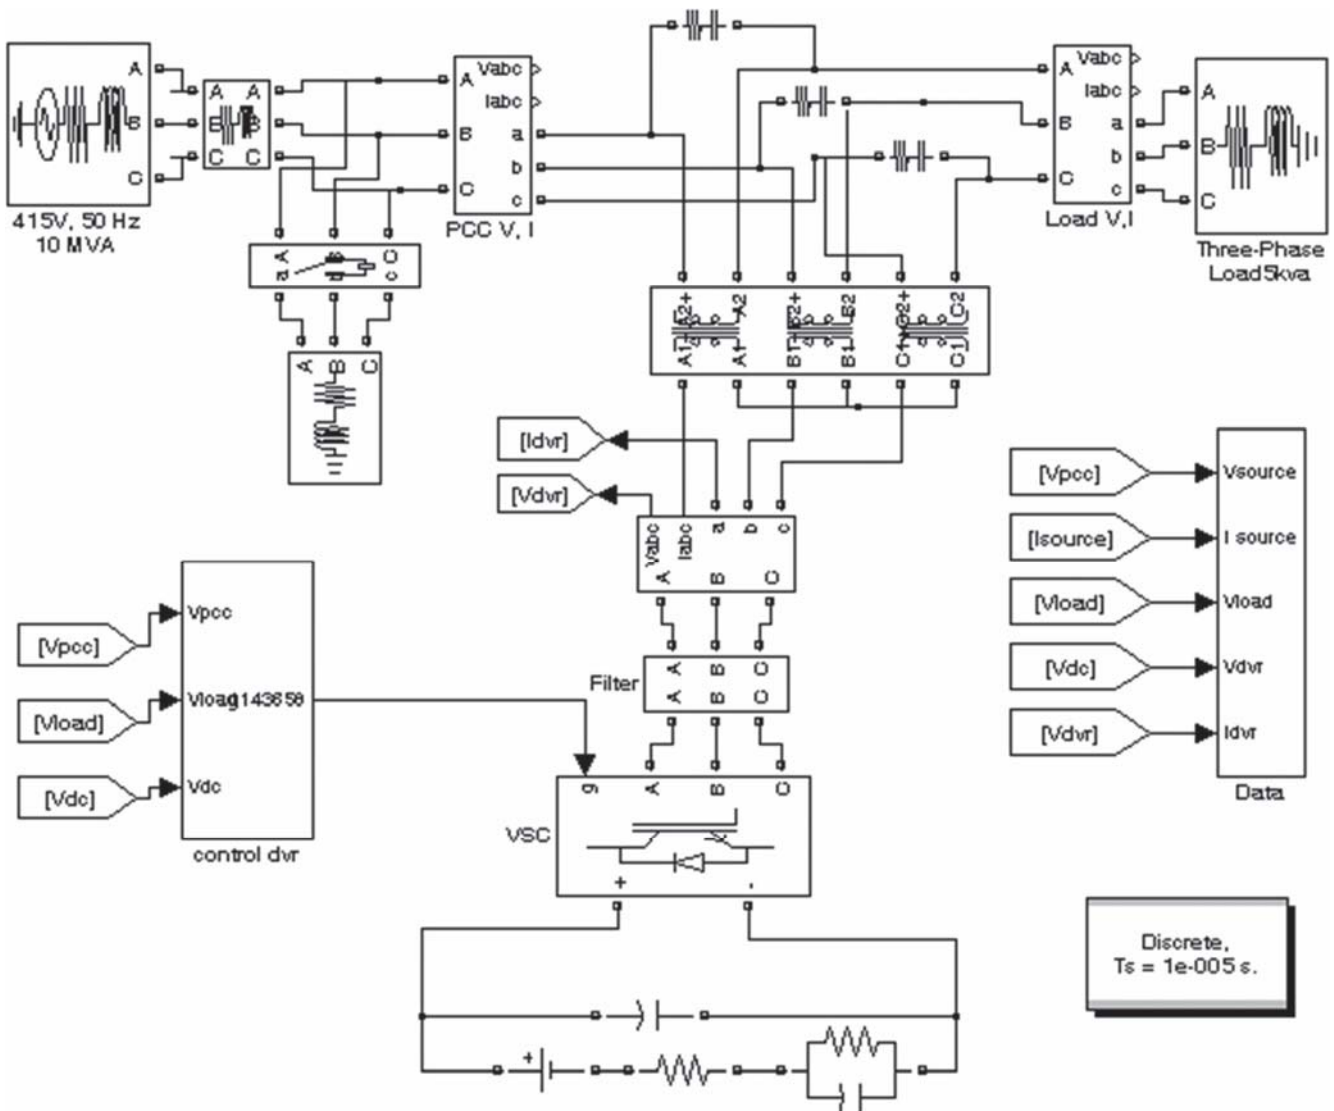 A
B
C
415V, 50 Hz
10 MVA
A A
B B
C C
A
B
C
Vabc
Iabc
a
b
c
PCC V, I
A
B
C
Vabc
Iabc
a
b
c
Load V,I
A
B
C
Three-Phase
Load5kva
A B C
a b c
A B C
A2+ A2 B2+ B2 C2+ C2
A1+ A1 B1+ B1 C1+ C1
[Idvr]
[Vdvr]
Vabc Iabc a b c
A B C
Filter
A B C
A B C
[Vpcc]
[Vload]
[Vdc]
Vpcc
Vload
Vdc
control dvr
g A B C
VSC
+ -
+
[Vpcc]
[Isource]
[Vload]
[Vdc]
[Vdvr]
Vsource
I source
Vload
Vdvr
Idvr
Data
Discrete,
Ts = 1e-005 s.